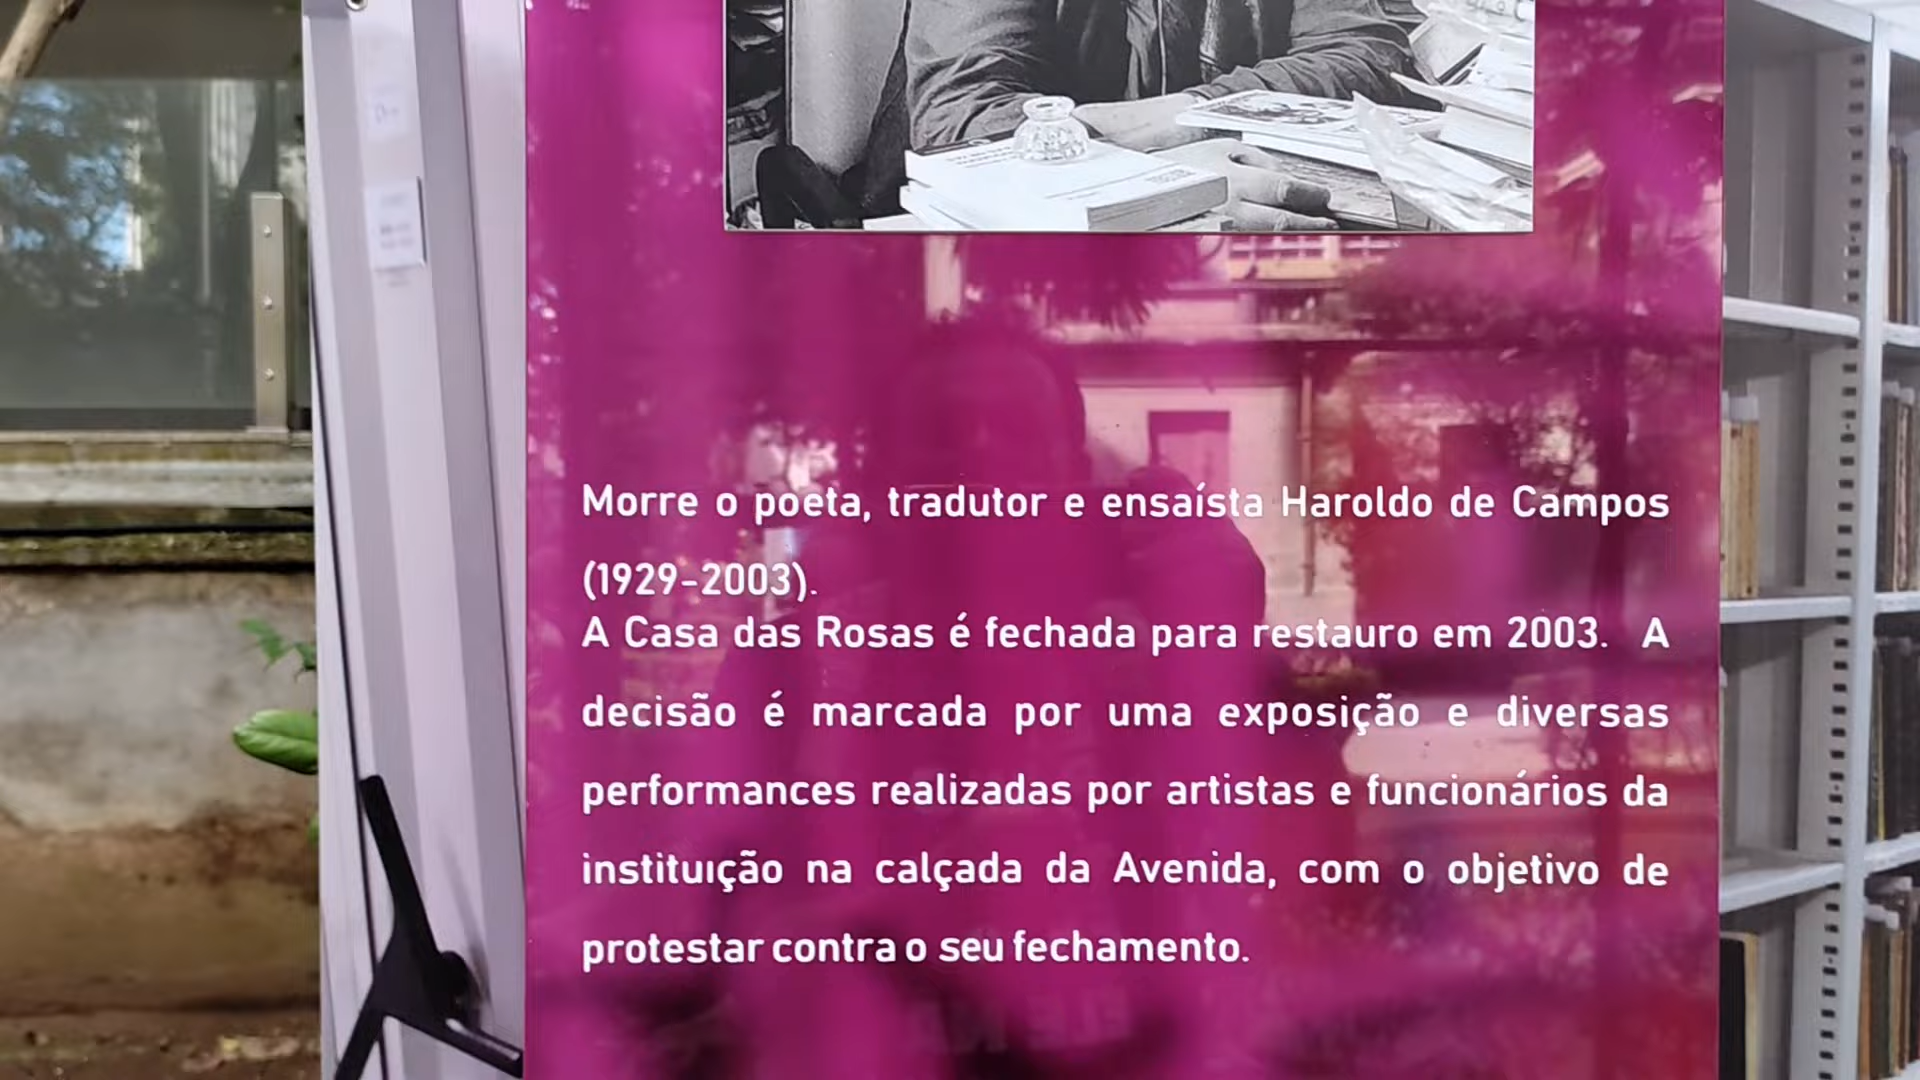 Morre o poeta, tradutor e ensaísta Haroldo de Campos
(1929-2003).
A Casa das Rosas é fechada para restauro em 2003. A
decisão é marcada por uma exposição e diversas
performances realizadas por artistas e funcionários da
instituição na calçada da Avenida, com o objetivo de
protestar contra o seu fechamento.